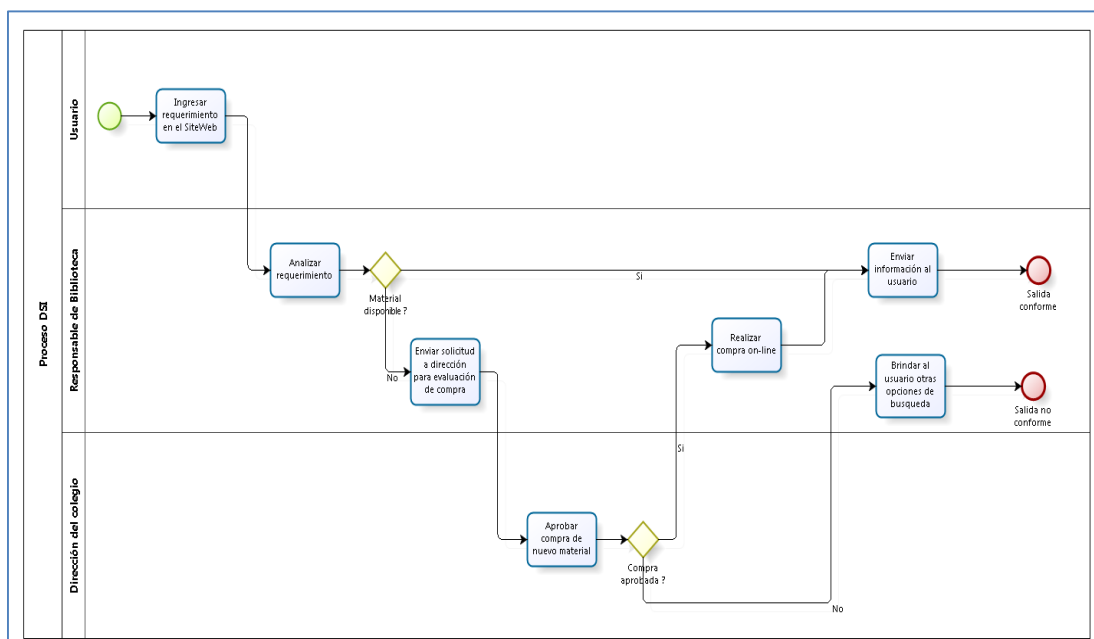 Proceso DSI
Usuario
Ingresar
requerimiento
en el SiteWeb
Responsable de Biblioteca
Analizar
requerimiento
Material
disponible ?
Si
No
Enviar solicitud
a dirección
para evaluación
de compra
Realizar
compra on-line
Enviar
información al
usuario
Salida
conforme
Brindar al
usuario otras
opciones de
busqueda
Salida no
conforme
Dirección del colegio
Aprobar
compra de
nuevo material
Compra
aprobada ?
Si
No